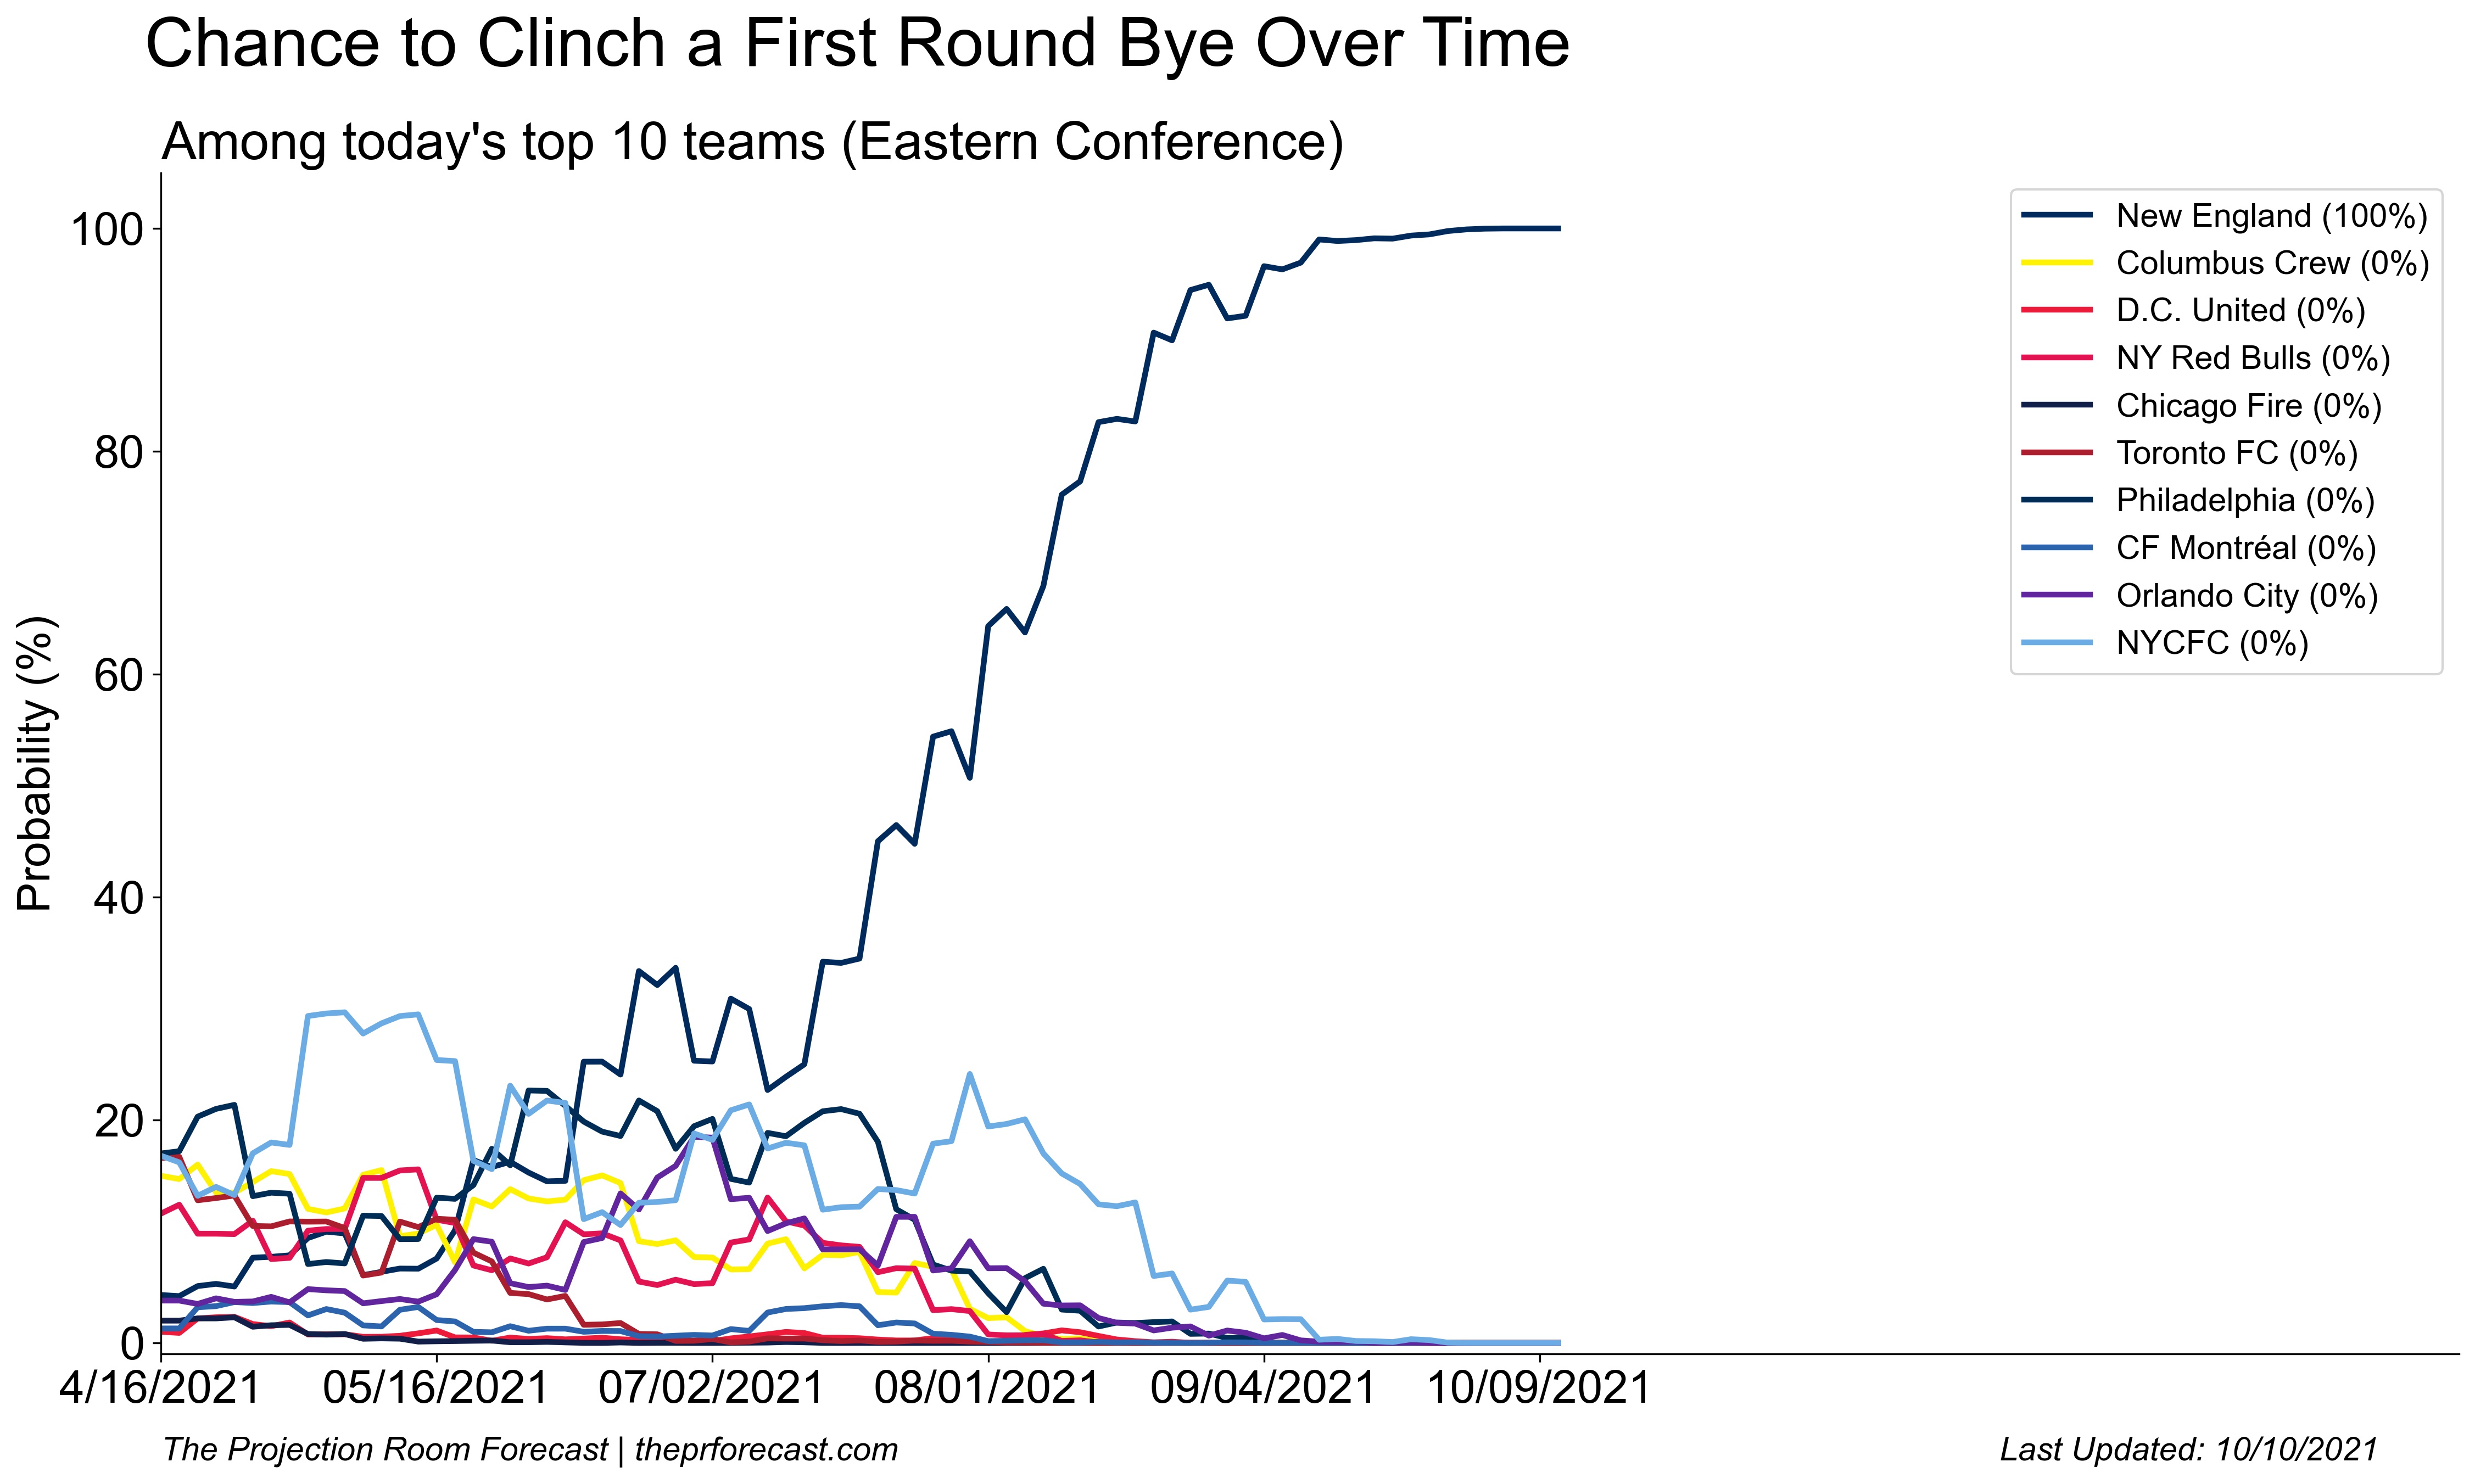 Chance to Clinch a First Round Bye Over Time
Among today's top 10 teams (Eastern Conference)
Probability (%)
100
80
60
40
20
0
4/16/2021
05/16/2021
07/02/2021
08/01/2021
09/04/2021
10/09/2021
New England (100%)
Columbus Crew (0%)
D.C. United (0%)
NY Red Bulls (0%)
Chicago Fire (0%)
Toronto FC (0%)
Philadelphia (0%)
CF Montréal (0%)
Orlando City (0%)
NYCFC (0%)
The Projection Room Forecast | theprforecast.com
Last Updated: 10/10/2021